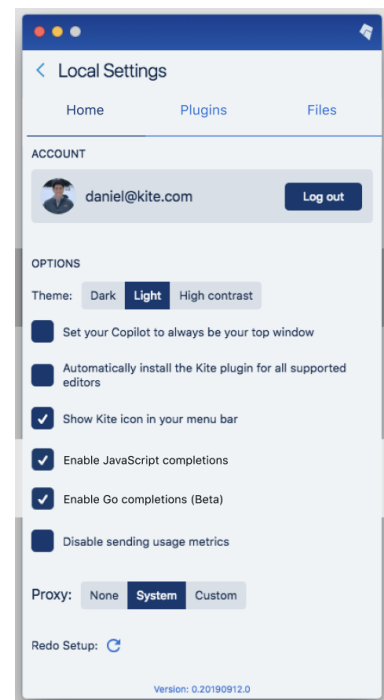 Local Settings
Home Plugins Files
ACCOUNT
daniel@kite.com Log out
OPTIONS
Theme: Dark Light High contrast
Set your Copilot to always be your top window
Automatically install the Kite plugin for all supported
editors
Show Kite icon in your menu bar
Enable JavaScript completions
Enable Go completions (Beta)
Disable sending usage metrics
Proxy: None System Custom
Redo Setup:
Version: 0.20190912.0